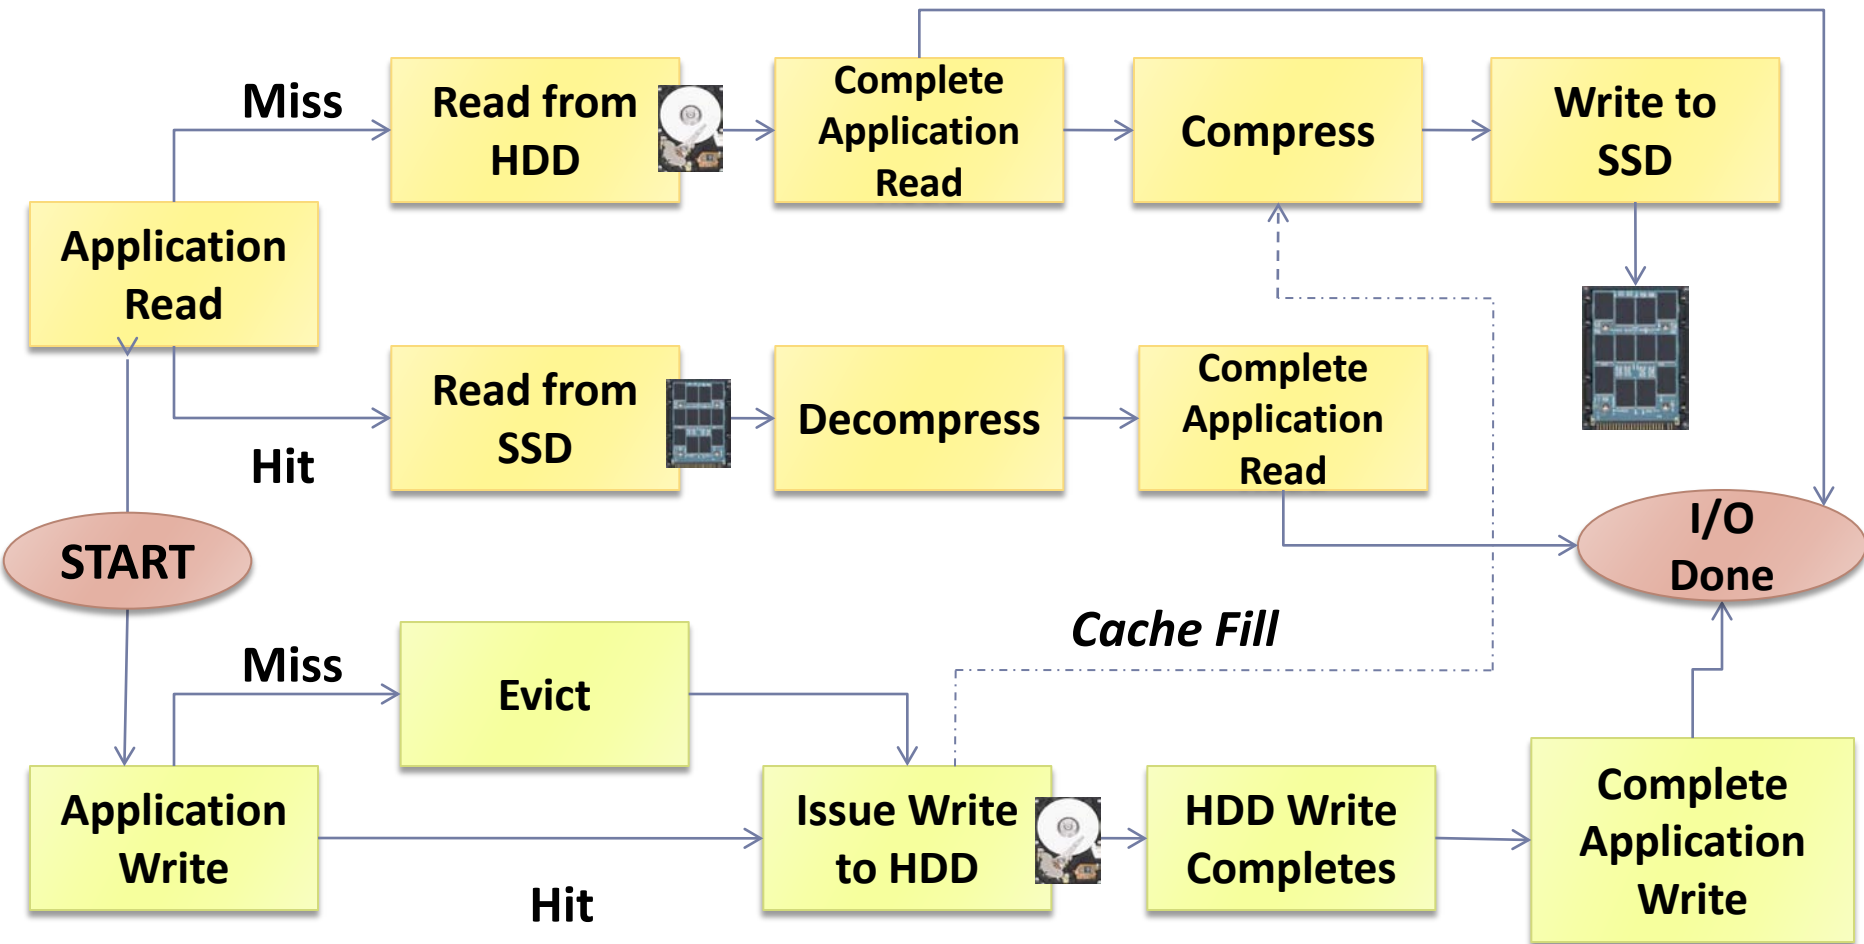 Miss
Read from
HDD
Complete
Application
Read
Compress
Write to
SSD
Application
Read
Hit
Read from
SSD
Decompress
Complete
Application
Read
START
I/O
Done
Cache Fill
Miss
Evict
Application
Write
Hit
Issue Write
to HDD
HDD Write
Completes
Complete
Application
Write